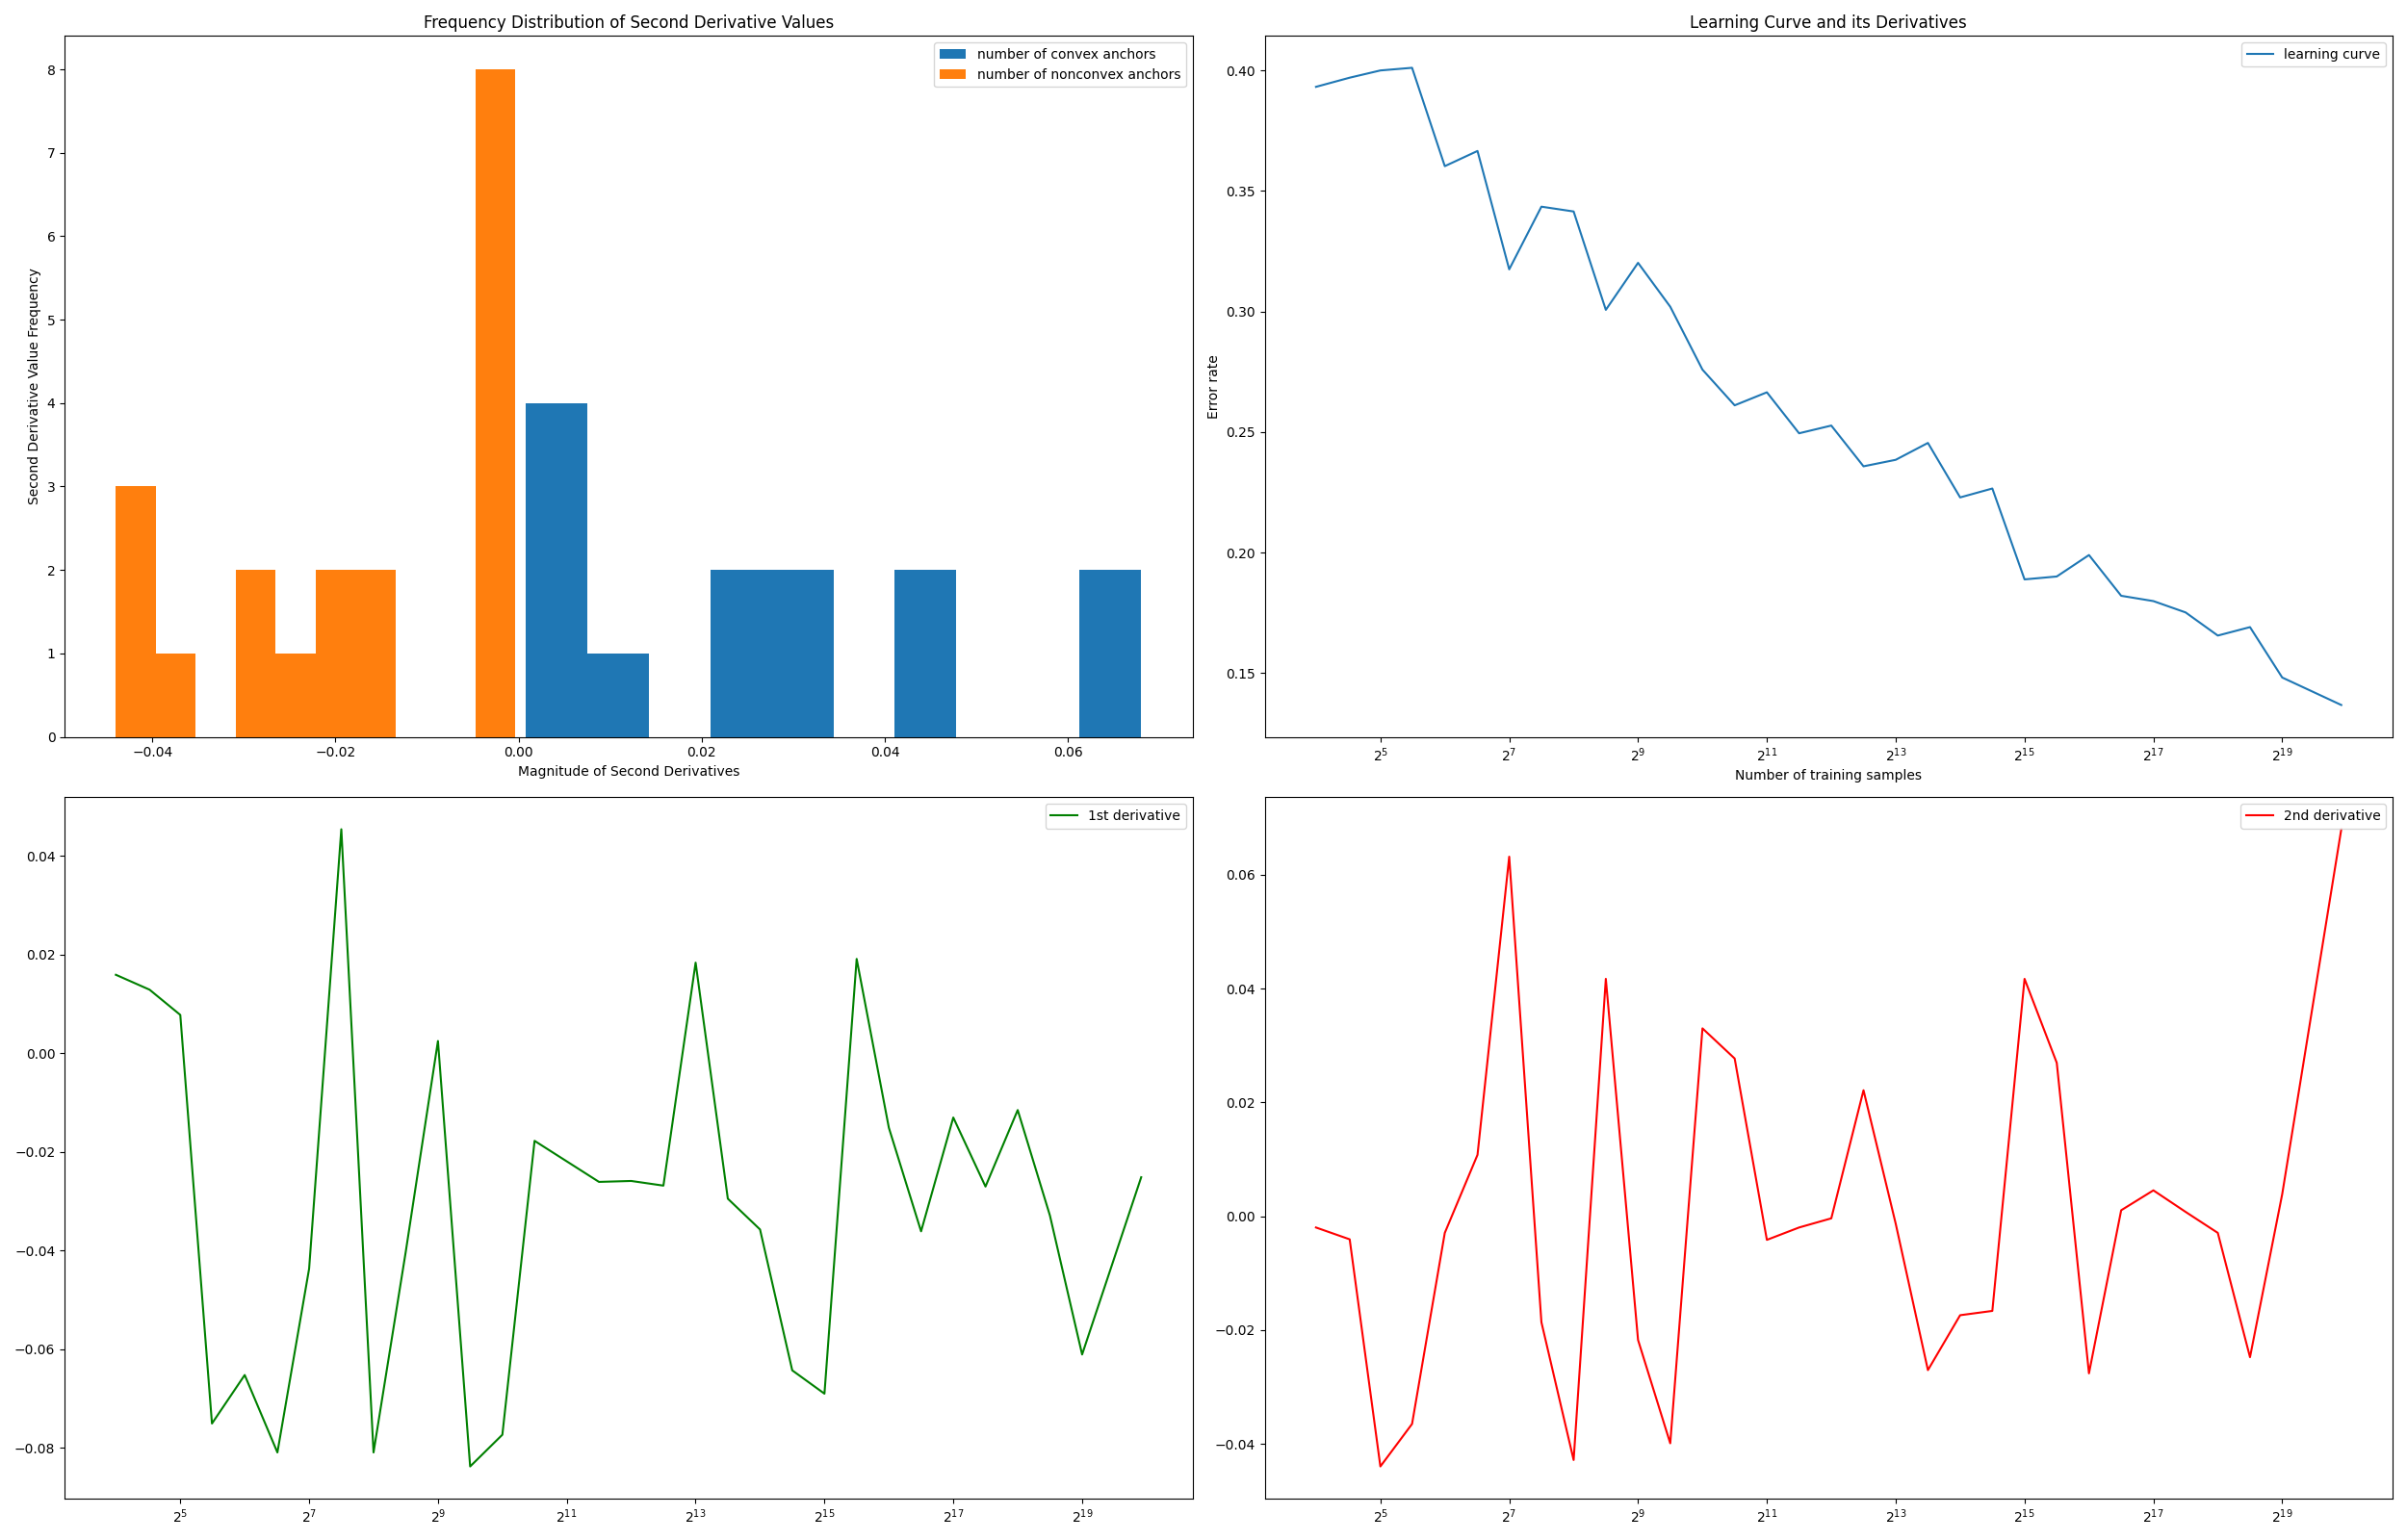 Frequency Distribution of Second Derivative Values
number of convex anchors
number of nonconvex anchors
Second Derivative Value Frequency
8
7
6
5
4
3
2
1
0
−0.04 −0.02 0.00 0.02 0.04 0.06
Magnitude of Second Derivatives
Learning Curve and its Derivatives
learning curve
Error rate
0.40
0.35
0.30
0.25
0.20
0.15
2^5 2^7 2^9 2^11 2^13 2^15 2^17 2^19
Number of training samples
1st derivative
0.04
0.02
0.00
−0.02
−0.04
−0.06
−0.08
2^5 2^7 2^9 2^11 2^13 2^15 2^17 2^19
2nd derivative
0.06
0.04
0.02
0.00
−0.02
−0.04
2^5 2^7 2^9 2^11 2^13 2^15 2^17 2^19